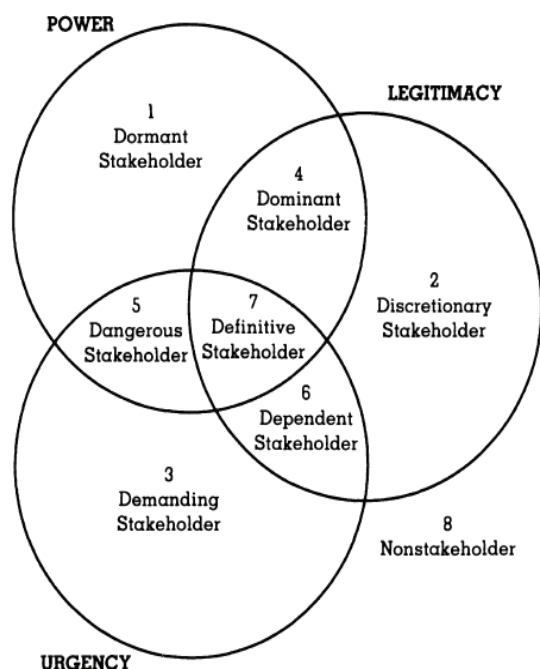 POWER
LEGITIMACY
1
Dormant
Stakeholder
4
Dominant
Stakeholder
2
Discretionary
Stakeholder
5
Dangerous
Stakeholder
7
Definitive
Stakeholder
6
Dependent
Stakeholder
3
Demanding
Stakeholder
8
Nonstakeholder
URGENCY